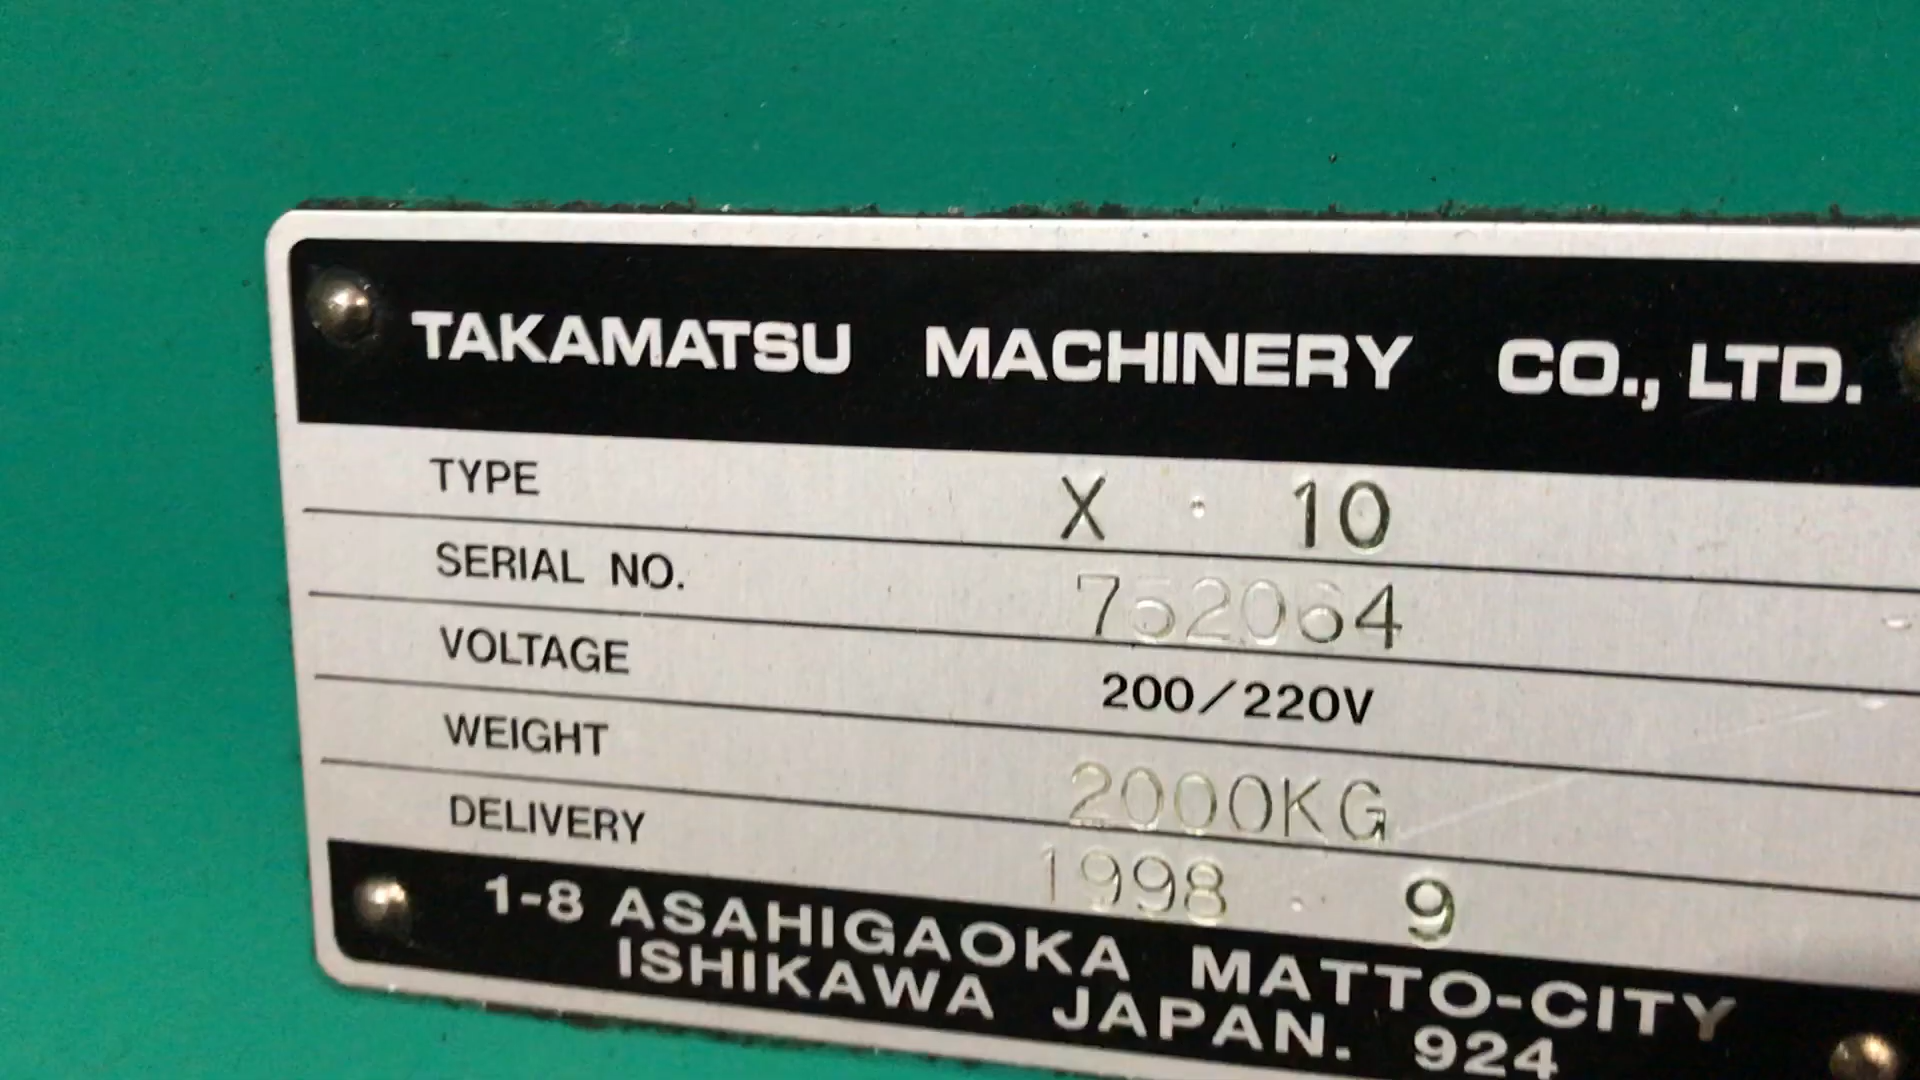 TAKAMATSU MACHINERY CO., LTD.
TYPE X · 10
SERIAL NO. 752064
VOLTAGE 200/220V
WEIGHT 2000KG
DELIVERY 1998 · 9
1-8 ASAHIGAOKA MATTO-CITY
ISHIKAWA JAPAN. 924